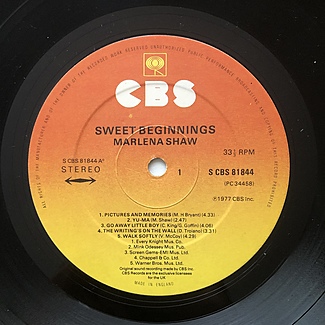 CBS
SWEET BEGINNINGS
MARLENA SHAW
S CBS 81844 A²
STEREO
1
33⅓ RPM
S CBS 81844
(PC 34458)
Ⓟ1977 CBS Inc.
1. PICTURES AND MEMORIES (M. H. Bryant) (4.33)
2. YU-MA (M. Shaw) (2.47)
3. GO AWAY LITTLE BOY (C. King/G. Goffin) (4.06)
4. THE WRITING'S ON THE WALL (D. Troiano) (3.31)
5. WALK SOFTLY (V. McCoy) (4.29)
1. Every Knight Mus. Co.
2. Mink Odesseu Mus. Pub.
3. Screen Gems-EMI Mus. Ltd.
4. Chappell & Co. Ltd.
5. Warner Bros. Mus. Ltd.
Original sound recording made by CBS Inc.
CBS Records are the exclusive licensees
for the UK
MADE IN ENGLAND